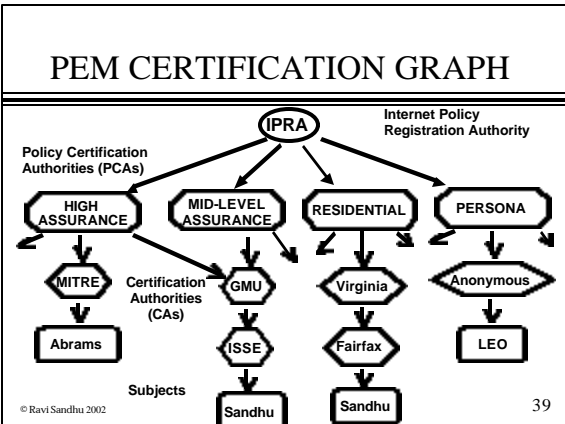 PEM CERTIFICATION GRAPH
IPRA
Internet Policy
Registration Authority
Policy Certification
Authorities (PCAs)
HIGH
ASSURANCE
MID-LEVEL
ASSURANCE
RESIDENTIAL
PERSONA
MITRE
Certification
Authorities
(CAs)
GMU
Virginia
Anonymous
Abrams
ISSE
Fairfax
LEO
Subjects
Sandhu
Sandhu
© Ravi Sandhu 2002
39